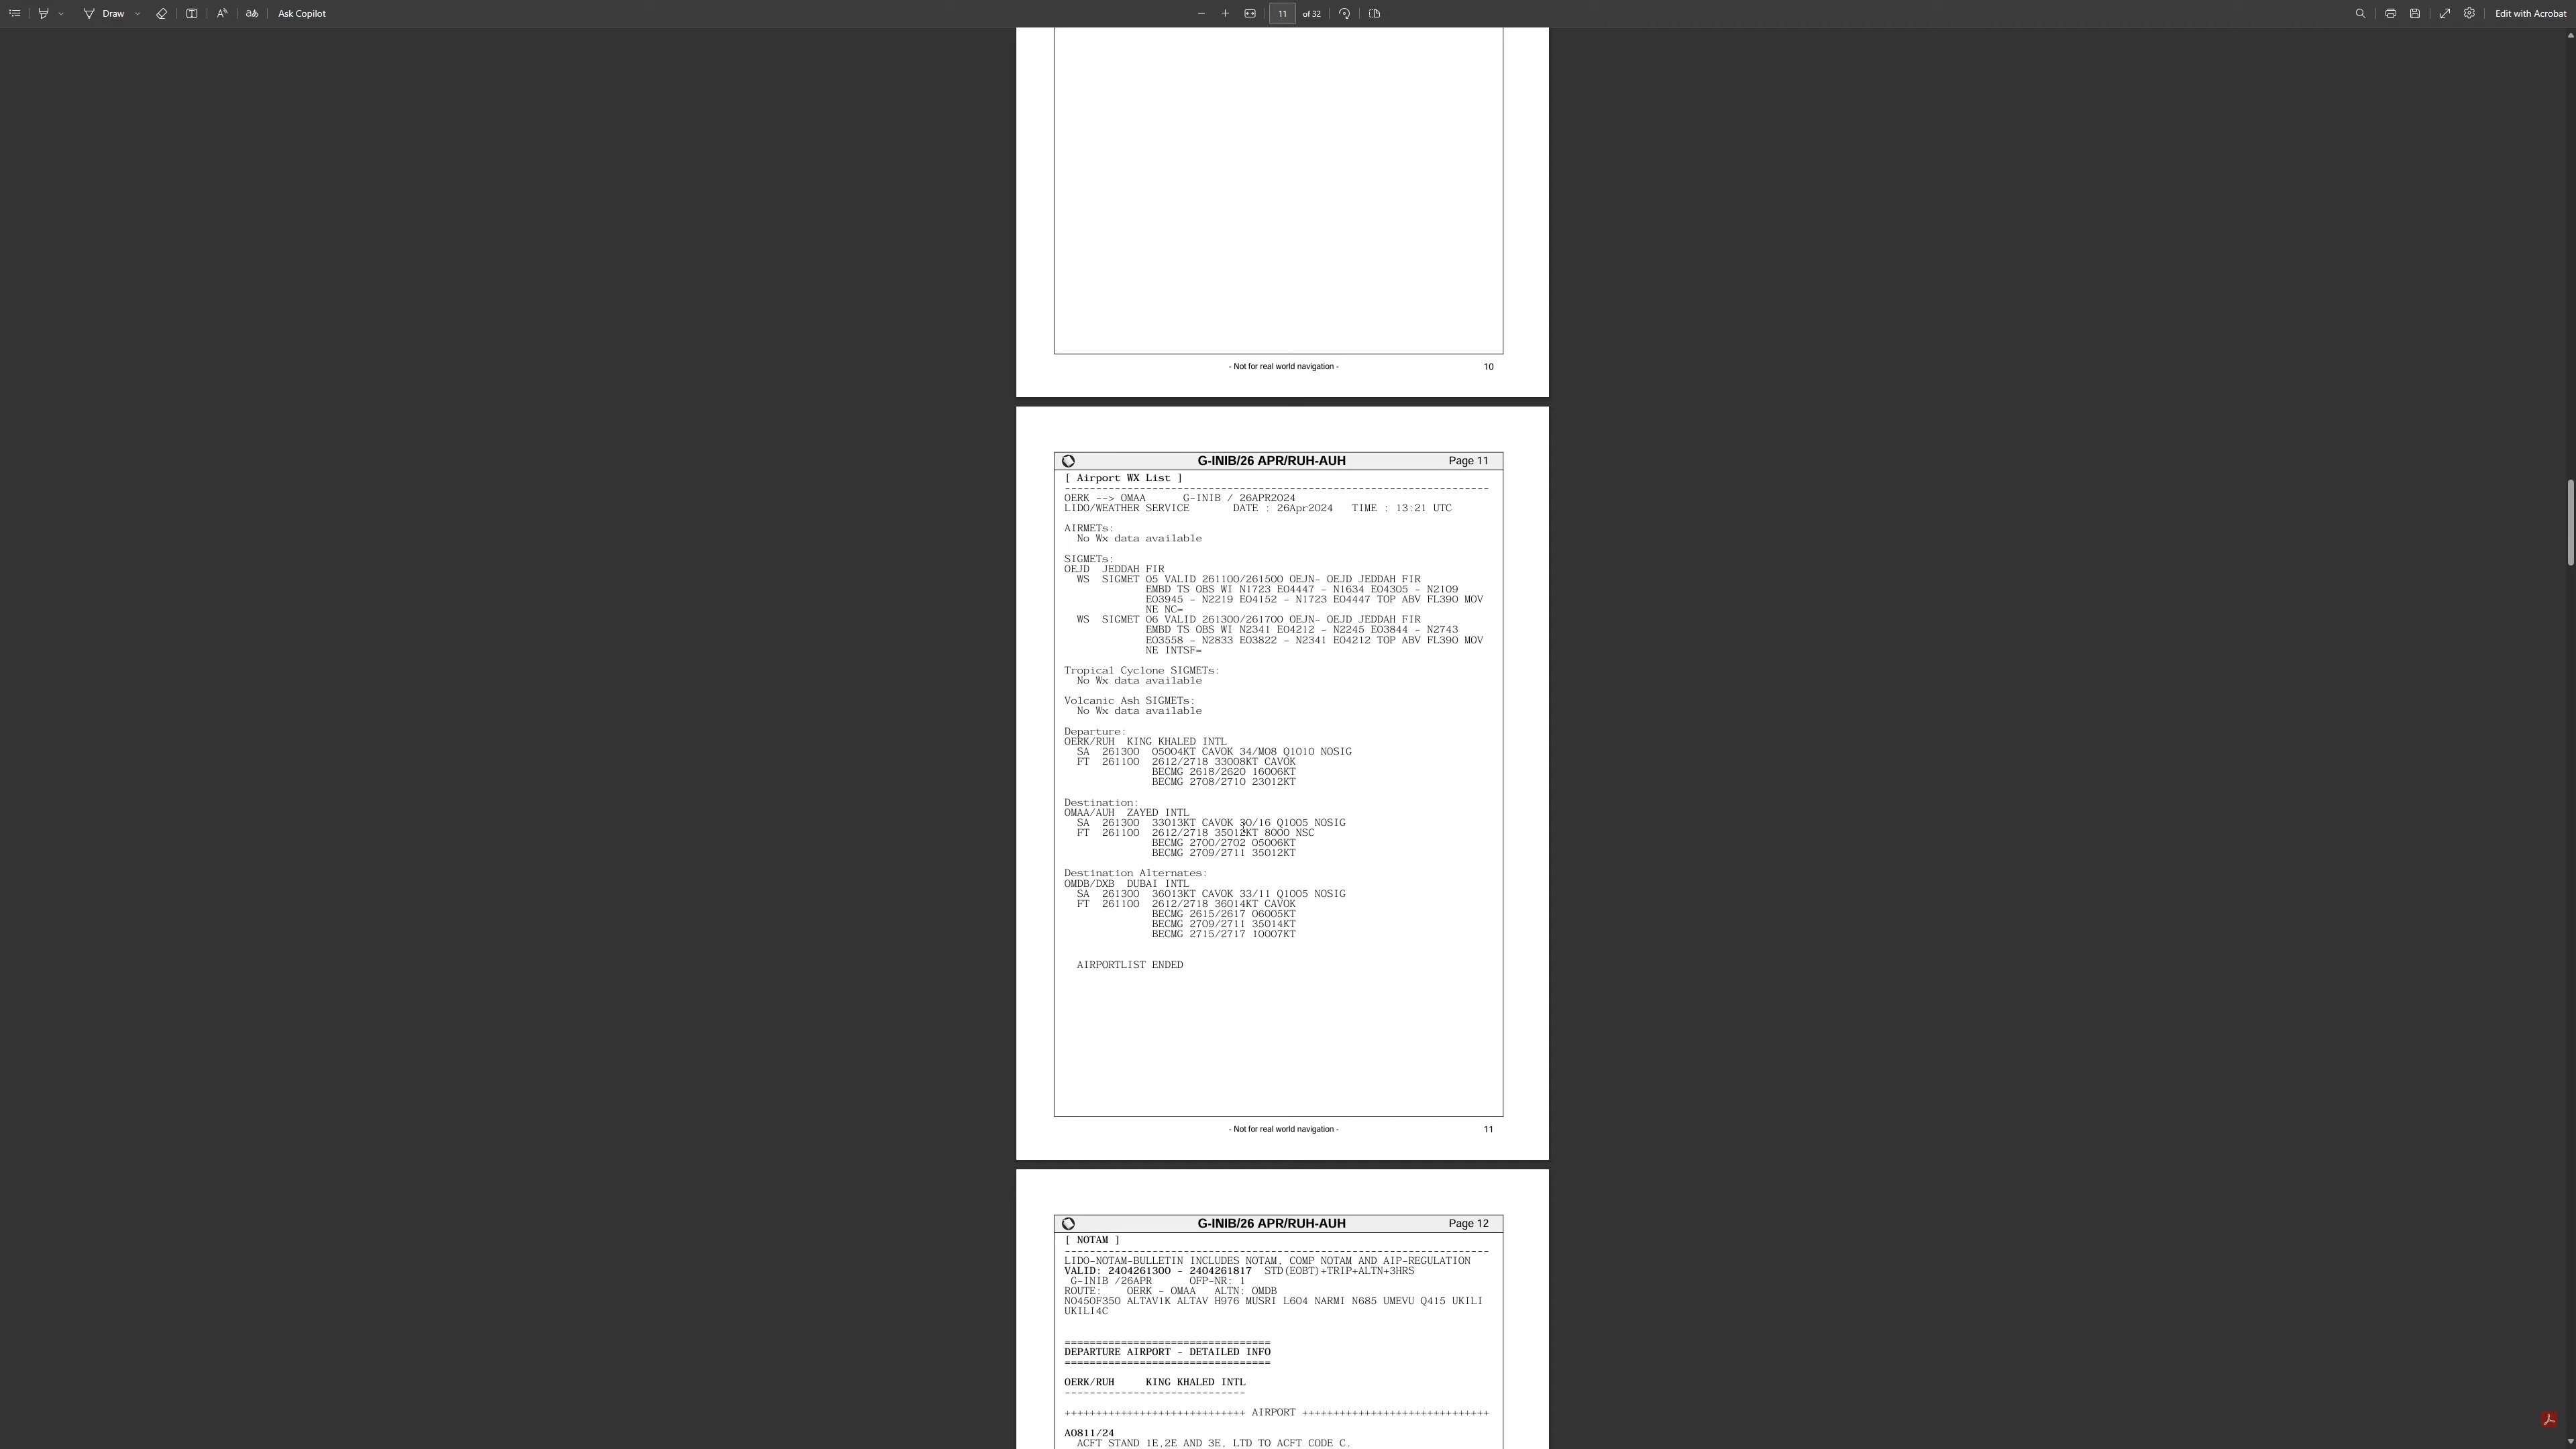 Draw
Ask Copilot
11 of 32
Edit with Acrobat
- Not for real world navigation - 10
G-INIB/26 APR/RUH-AUH Page 11
[ Airport WX List ]
--------------------------------------------------------------------
OERK --> OMAA G-INIB / 26APR2024
LIDO/WEATHER SERVICE DATE : 26Apr2024 TIME : 13:21 UTC
AIRMETs:
No Wx data available
SIGMETs:
OEJD JEDDAH FIR
WS SIGMET 05 VALID 261100/261500 OEJN- OEJD JEDDAH FIR
EMBD TS OBS WI N1723 E04447 - N1634 E04305 - N2109
E03945 - N2219 E04152 - N1723 E04447 TOP ABV FL390 MOV
NE NC=
WS SIGMET 06 VALID 261300/261700 OEJN- OEJD JEDDAH FIR
EMBD TS OBS WI N2341 E04212 - N2245 E03844 - N2743
E03558 - N2833 E03822 - N2341 E04212 TOP ABV FL390 MOV
NE INTSF=
Tropical Cyclone SIGMETs:
No Wx data available
Volcanic Ash SIGMETs:
No Wx data available
Departure:
OERK/RUH KING KHALED INTL
SA 261300 05004KT CAVOK 34/M08 Q1010 NOSIG
FT 261100 2612/2718 33008KT CAVOK
BECMG 2618/2620 16006KT
BECMG 2708/2710 23012KT
Destination:
OMAA/AUH ZAYED INTL
SA 261300 33013KT CAVOK 30/16 Q1005 NOSIG
FT 261100 2612/2718 35012KT 8000 NSC
BECMG 2700/2702 05006KT
BECMG 2709/2711 35012KT
Destination Alternates:
OMDB/DXB DUBAI INTL
SA 261300 36013KT CAVOK 33/11 Q1005 NOSIG
FT 261100 2612/2718 36014KT CAVOK
BECMG 2615/2617 06005KT
BECMG 2709/2711 35014KT
BECMG 2715/2717 10007KT
AIRPORTLIST ENDED
- Not for real world navigation - 11
G-INIB/26 APR/RUH-AUH Page 12
[ NOTAM ]
--------------------------------------------------------------------
LIDO-NOTAM-BULLETIN INCLUDES NOTAM, COMP NOTAM AND AIP-REGULATION
VALID: 2404261300 - 2404261817 STD(EOBT)+TRIP+ALTN+3HRS
G-INIB /26APR OFP-NR: 1
ROUTE: OERK - OMAA ALTN: OMDB
N0450F350 ALTAV1K ALTAV H976 MUSRI L604 NARMI N685 UMEVU Q415 UKILI
UKILI4C
=================================
DEPARTURE AIRPORT - DETAILED INFO
=================================
OERK/RUH KING KHALED INTL
-----------------------------
+++++++++++++++++++++++++++++ AIRPORT ++++++++++++++++++++++++++++++
A0811/24
ACFT STAND 1E,2E AND 3E, LTD TO ACFT CODE C.